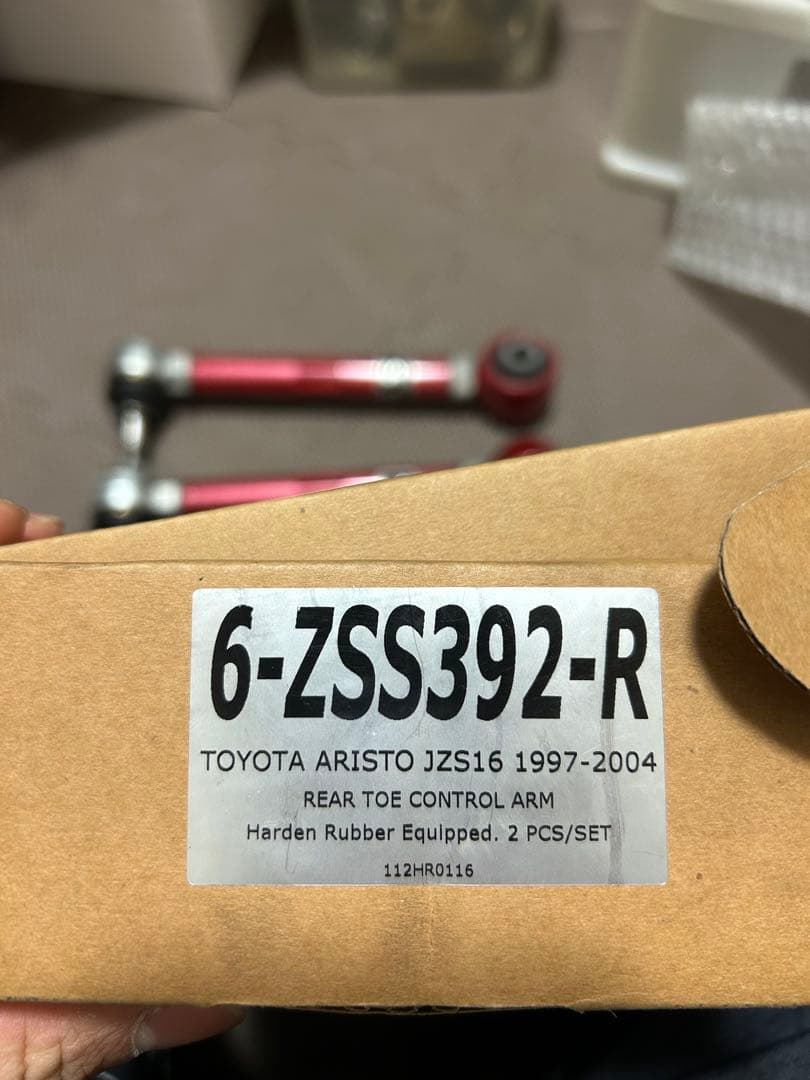 6-ZSS392-R
TOYOTA ARISTO JZS16 1997-2004
REAR TOE CONTROL ARM
Harden Rubber Equipped. 2 PCS/SET
112HR0116